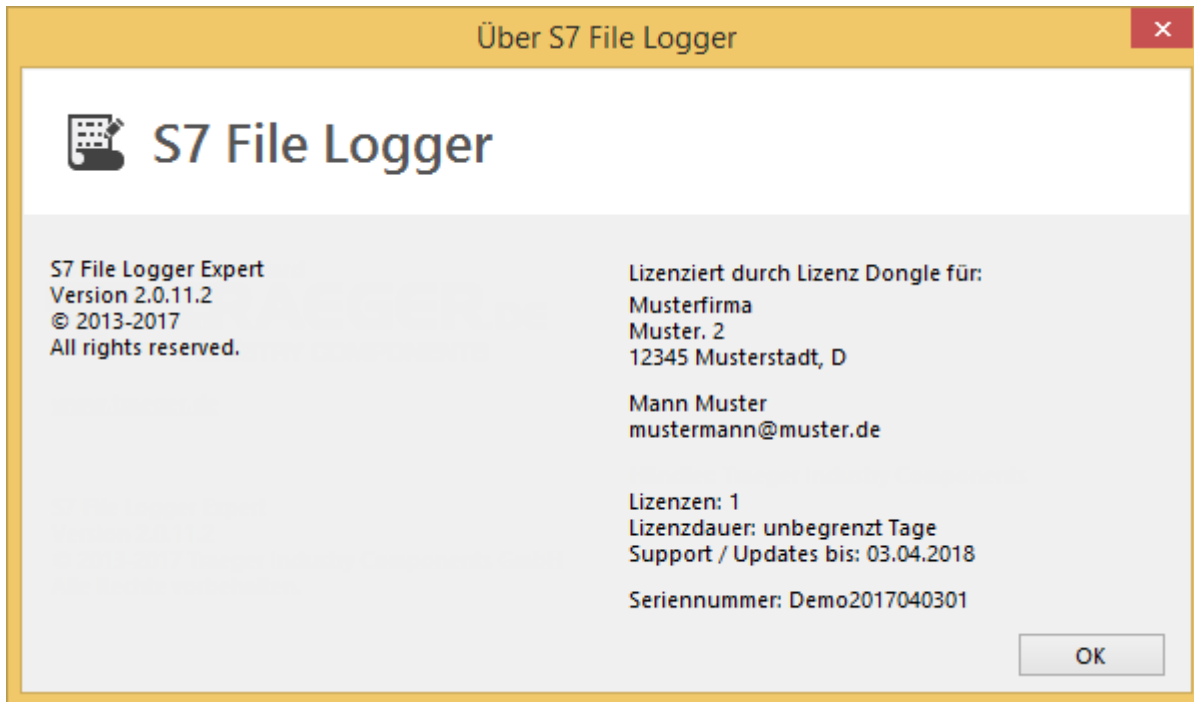 Über S7 File Logger
S7 File Logger
S7 File Logger Expert
Version 2.0.11.2
© 2013-2017
All rights reserved.
Lizenziert durch Lizenz Dongle für:
Musterfirma
Muster. 2
12345 Musterstadt, D
Mann Muster
mustermann@muster.de
Lizenzen: 1
Lizenzdauer: unbegrenzt Tage
Support / Updates bis: 03.04.2018
Seriennummer: Demo2017040301
OK